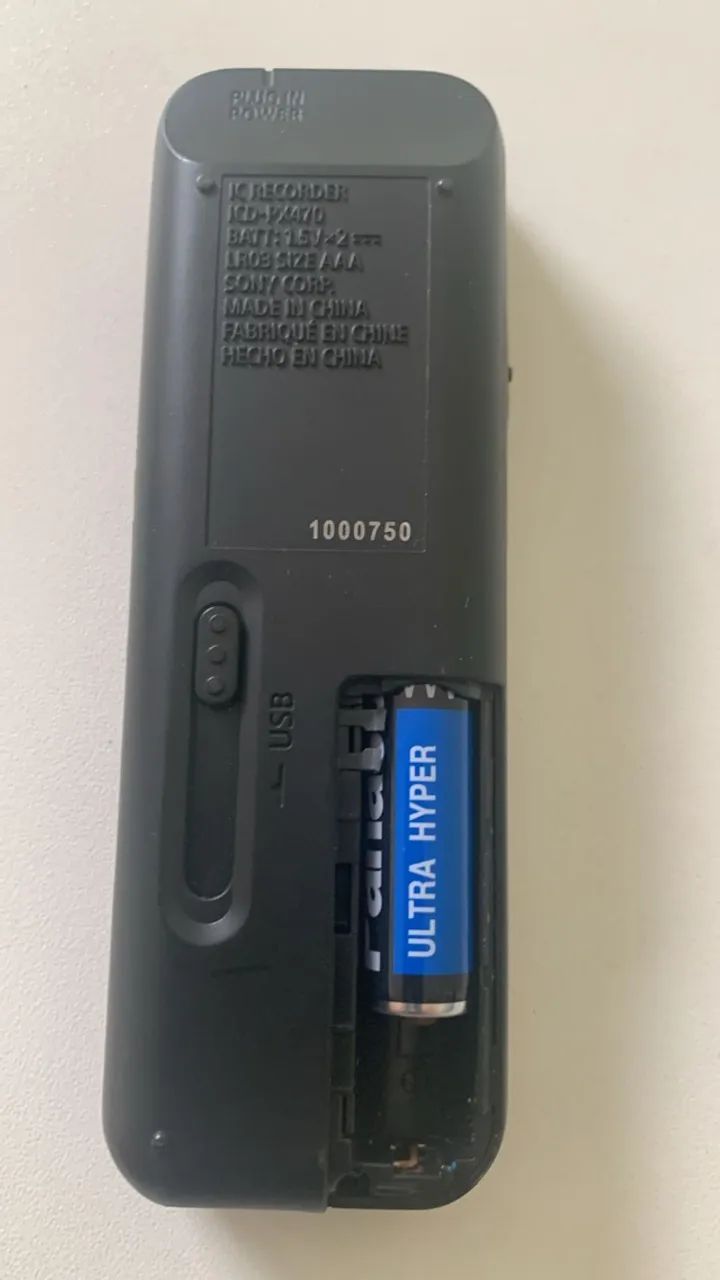 PLUG IN
POWER
IC RECORDER
ICD-PX470
BATT: 1.5V×2 ⎓
LR03 SIZE AAA
SONY CORP.
MADE IN CHINA
FABRIQUÉ EN CHINE
HECHO EN CHINA
1000750
USB
ULTRA HYPER